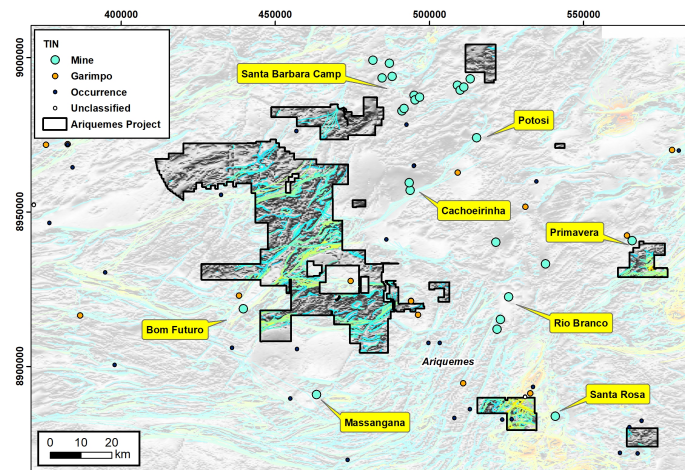 400000 450000 500000 550000
9000000
8950000
8900000
TIN
Mine
Garimpo
Occurrence
Unclassified
Ariquemes Project
Santa Barbara Camp
Potosi
Cachoeirinha
Primavera
Bom Futuro
Rio Branco
Ariquemes
Santa Rosa
Massangana
0 10 20
km